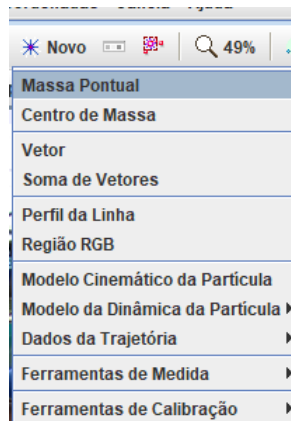 Novo 49%
Massa Pontual
Centro de Massa
Vetor
Soma de Vetores
Perfil da Linha
Região RGB
Modelo Cinemático da Partícula
Modelo da Dinâmica da Partícula
Dados da Trajetória
Ferramentas de Medida
Ferramentas de Calibração